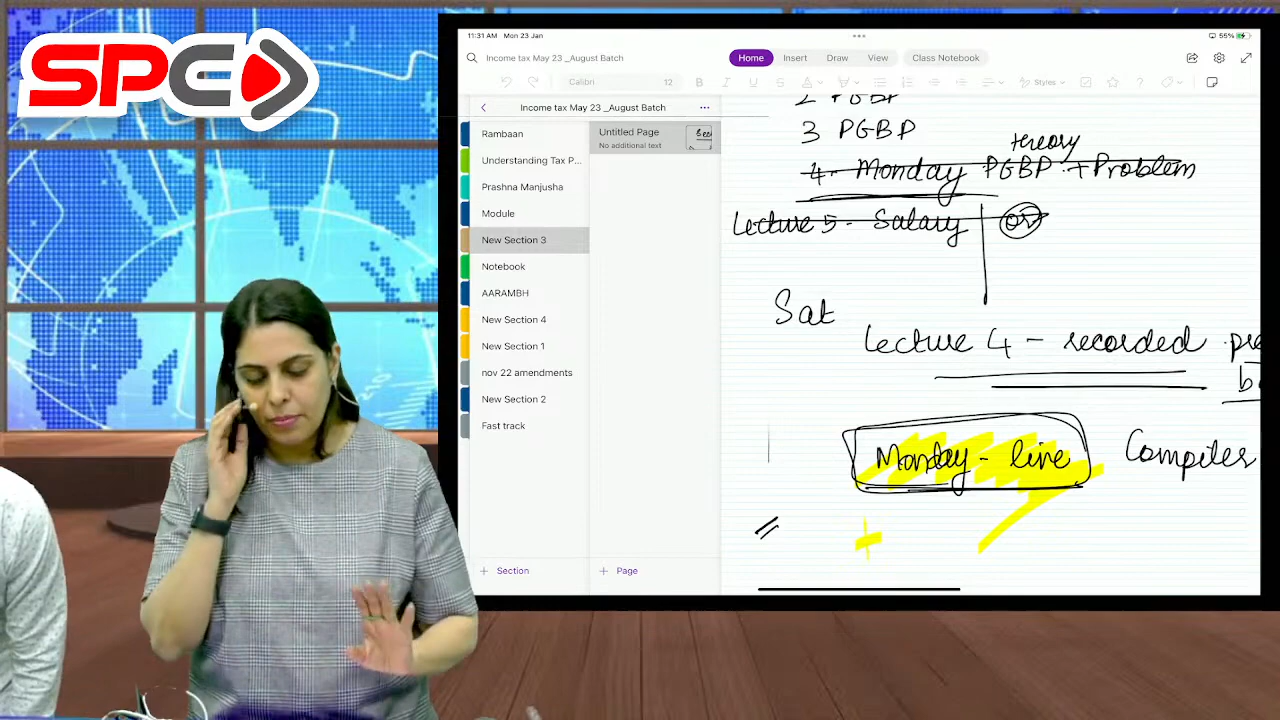 SPC
11:31 AM Mon 23 Jan
55%
Income tax May 23 _August Batch
Home Insert Draw View Class Notebook
Calibri 12 B I U S A Styles ?
Income tax May 23 _August Batch
Rambaan
Understanding Tax P...
Prashna Manjusha
Module
New Section 3
Notebook
AARAMBH
New Section 4
New Section 1
nov 22 amendments
New Section 2
Fast track
+ Section
Untitled Page
No additional text
+ Page
2 PGBP
3 PGBP
theory
4. Monday PGBP + Problem
Lecture 5 - Salary or
Sat
Lecture 4 - recorded
Monday - live Compiler
+